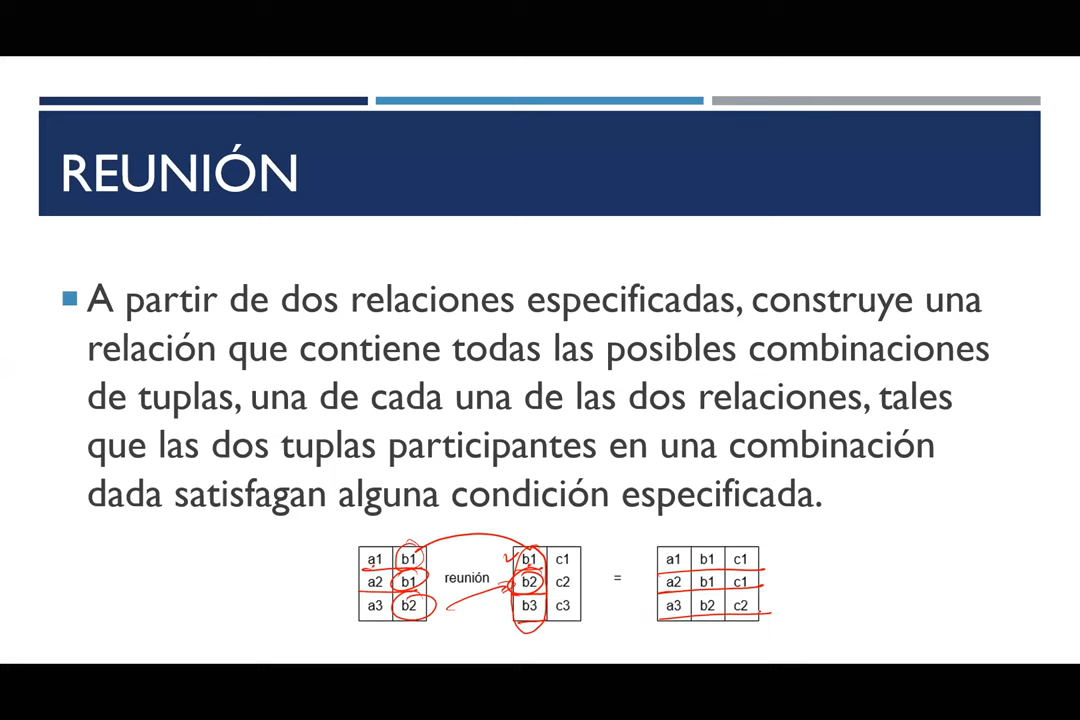 REUNIÓN
A partir de dos relaciones especificadas, construye una
relación que contiene todas las posibles combinaciones
de tuplas, una de cada una de las dos relaciones, tales
que las dos tuplas participantes en una combinación
dada satisfagan alguna condición especificada.
a1 b1 b1 c1 a1 b1 c1
a2 b1 reunión b2 c2 = a2 b1 c1
a3 b2 b3 c3 a3 b2 c2